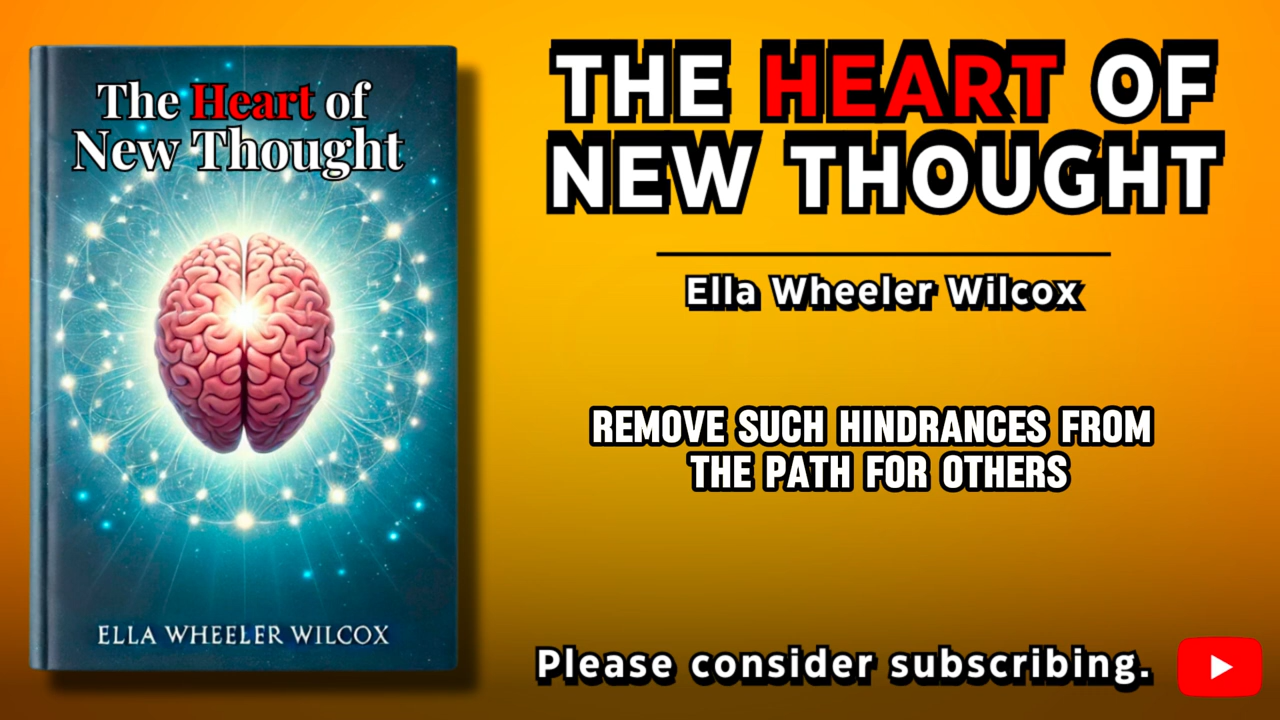 The Heart of
New Thought
ELLA WHEELER WILCOX
THE HEART OF
NEW THOUGHT
Ella Wheeler Wilcox
REMOVE SUCH HINDRANCES FROM
THE PATH FOR OTHERS
Please consider subscribing.